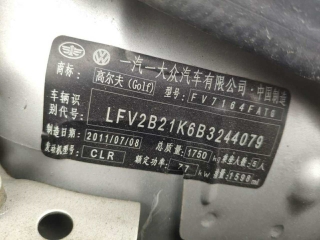 一汽一大众汽车有限公司·中国制造
商标: 高尔夫(Golf) 型号: FV7164FATG
车辆识别代号: LFV2B21K6B3244079
日期: 2011/07/08 总质量: 1750 kg 乘坐人数: 5 人
发动机型号: CLR 额定功率: 77 kw 排量: 1598 ml